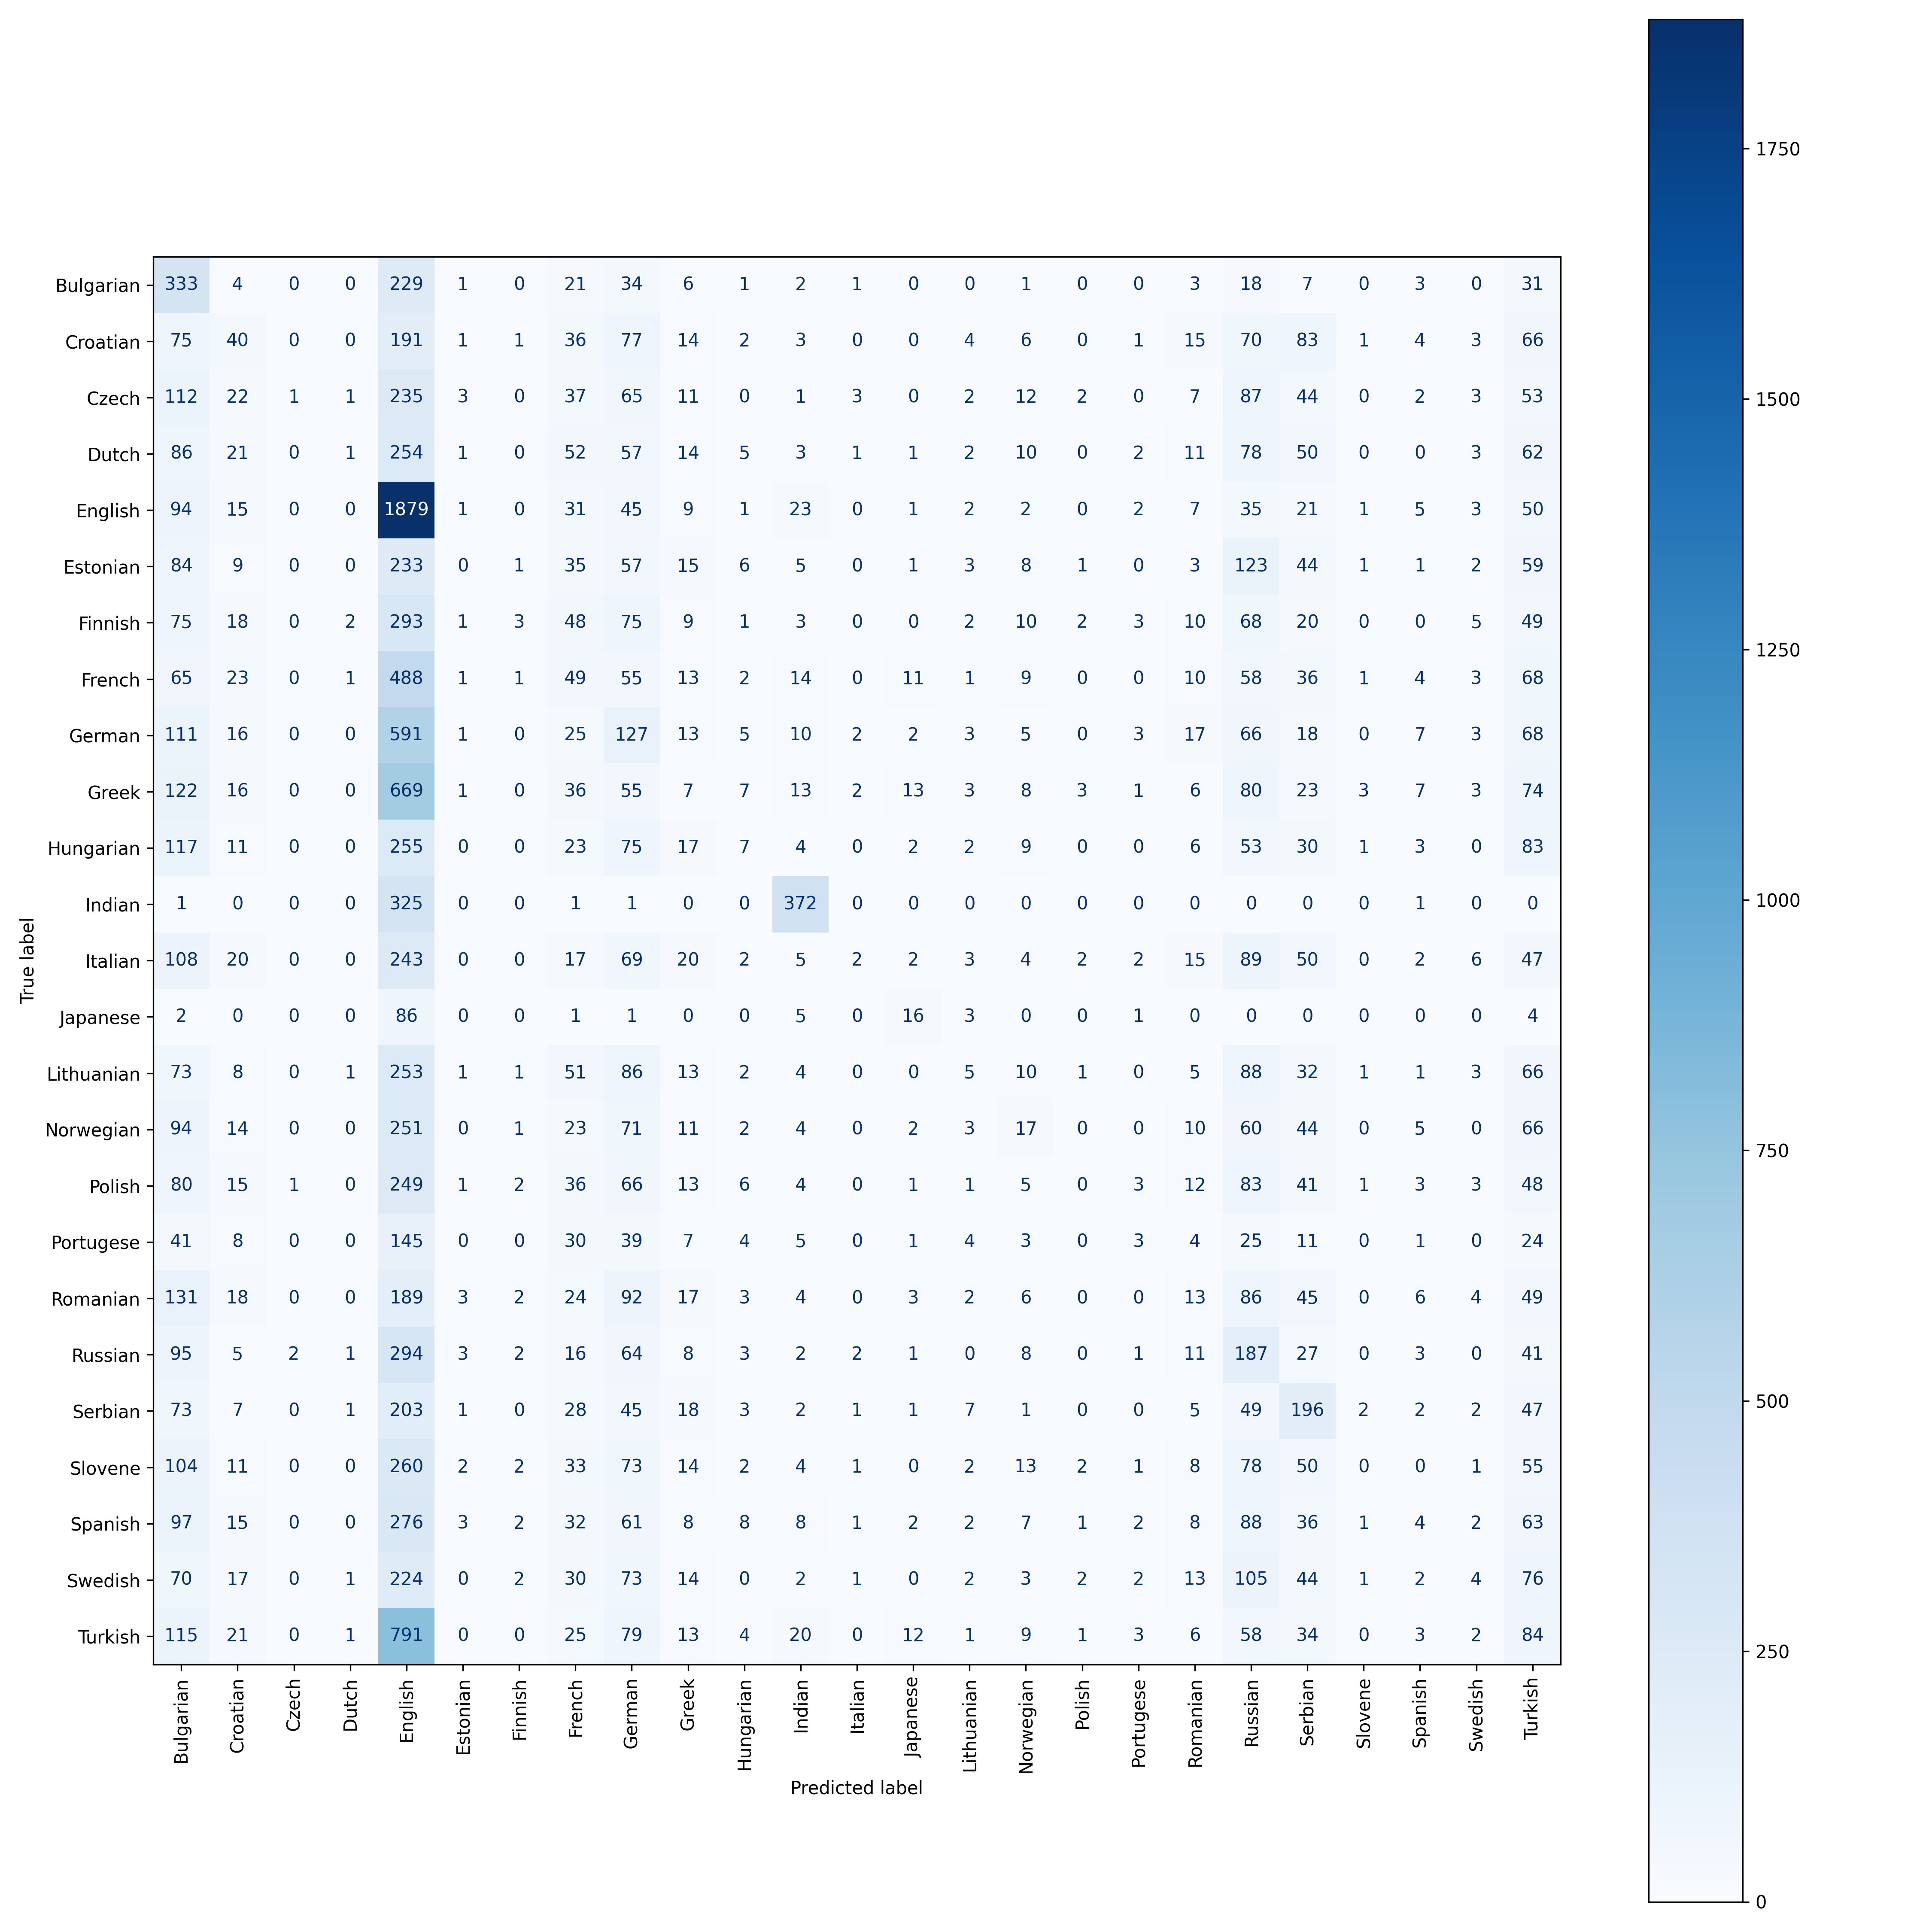 Bulgarian 333 4 0 0 229 1 0 21 34 6 1 2 1 0 0 1 0 0 3 18 7 0 3 0 31
Croatian 75 40 0 0 191 1 1 36 77 14 2 3 0 0 4 6 0 1 15 70 83 1 4 3 66
Czech 112 22 1 1 235 3 0 37 65 11 0 1 3 0 2 12 2 0 7 87 44 0 2 3 53
Dutch 86 21 0 1 254 1 0 52 57 14 5 3 1 1 2 10 0 2 11 78 50 0 0 3 62
English 94 15 0 0 1879 1 0 31 45 9 1 23 0 1 2 2 0 2 7 35 21 1 5 3 50
Estonian 84 9 0 0 233 0 1 35 57 15 6 5 0 1 3 8 1 0 3 123 44 1 1 2 59
Finnish 75 18 0 2 293 1 3 48 75 9 1 3 0 0 2 10 2 3 10 68 20 0 0 5 49
French 65 23 0 1 488 1 1 49 55 13 2 14 0 11 1 9 0 0 10 58 36 1 4 3 68
German 111 16 0 0 591 1 0 25 127 13 5 10 2 2 3 5 0 3 17 66 18 0 7 3 68
Greek 122 16 0 0 669 1 0 36 55 7 7 13 2 13 3 8 3 1 6 80 23 3 7 3 74
Hungarian 117 11 0 0 255 0 0 23 75 17 7 4 0 2 2 9 0 0 6 53 30 1 3 0 83
Indian 1 0 0 0 325 0 0 1 1 0 0 372 0 0 0 0 0 0 0 0 0 0 1 0 0
Italian 108 20 0 0 243 0 0 17 69 20 2 5 2 2 3 4 2 2 15 89 50 0 2 6 47
Japanese 2 0 0 0 86 0 0 1 1 0 0 5 0 16 3 0 0 1 0 0 0 0 0 0 4
Lithuanian 73 8 0 1 253 1 1 51 86 13 2 4 0 0 5 10 1 0 5 88 32 1 1 3 66
Norwegian 94 14 0 0 251 0 1 23 71 11 2 4 0 2 3 17 0 0 10 60 44 0 5 0 66
Polish 80 15 1 0 249 1 2 36 66 13 6 4 0 1 1 5 0 3 12 83 41 1 3 3 48
Portugese 41 8 0 0 145 0 0 30 39 7 4 5 0 1 4 3 0 3 4 25 11 0 1 0 24
Romanian 131 18 0 0 189 3 2 24 92 17 3 4 0 3 2 6 0 0 13 86 45 0 6 4 49
Russian 95 5 2 1 294 3 2 16 64 8 3 2 2 1 0 8 0 1 11 187 27 0 3 0 41
Serbian 73 7 0 1 203 1 0 28 45 18 3 2 1 1 7 1 0 0 5 49 196 2 2 2 47
Slovene 104 11 0 0 260 2 2 33 73 14 2 4 1 0 2 13 2 1 8 78 50 0 0 1 55
Spanish 97 15 0 0 276 3 2 32 61 8 8 8 1 2 2 7 1 2 8 88 36 1 4 2 63
Swedish 70 17 0 1 224 0 2 30 73 14 0 2 1 0 2 3 2 2 13 105 44 1 2 4 76
Turkish 115 21 0 1 791 0 0 25 79 13 4 20 0 12 1 9 1 3 6 58 34 0 3 2 84
True label
Bulgarian Croatian Czech Dutch English Estonian Finnish French German Greek Hungarian Indian Italian Japanese Lithuanian Norwegian Polish Portugese Romanian Russian Serbian Slovene Spanish Swedish Turkish
Predicted label
1750
1500
1250
1000
750
500
250
0